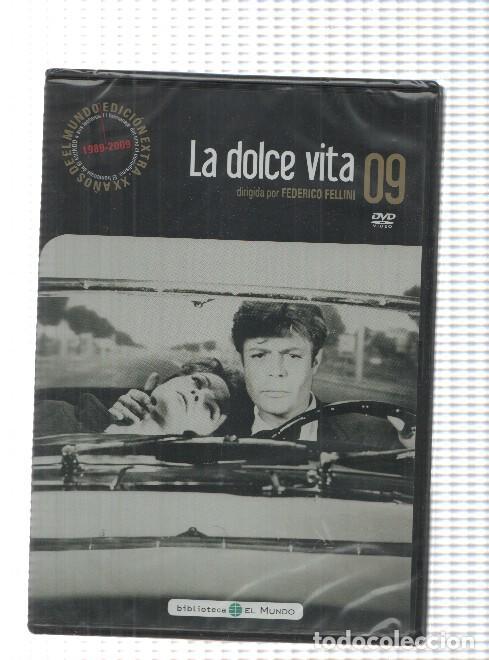 XX AÑOS DE EL MUNDO EDICIÓN EXTRA
1989-2009
La dolce vita 09
dirigida por FEDERICO FELLINI
DVD
VIDEO
biblioteca EL MUNDO
todocoleccion.net